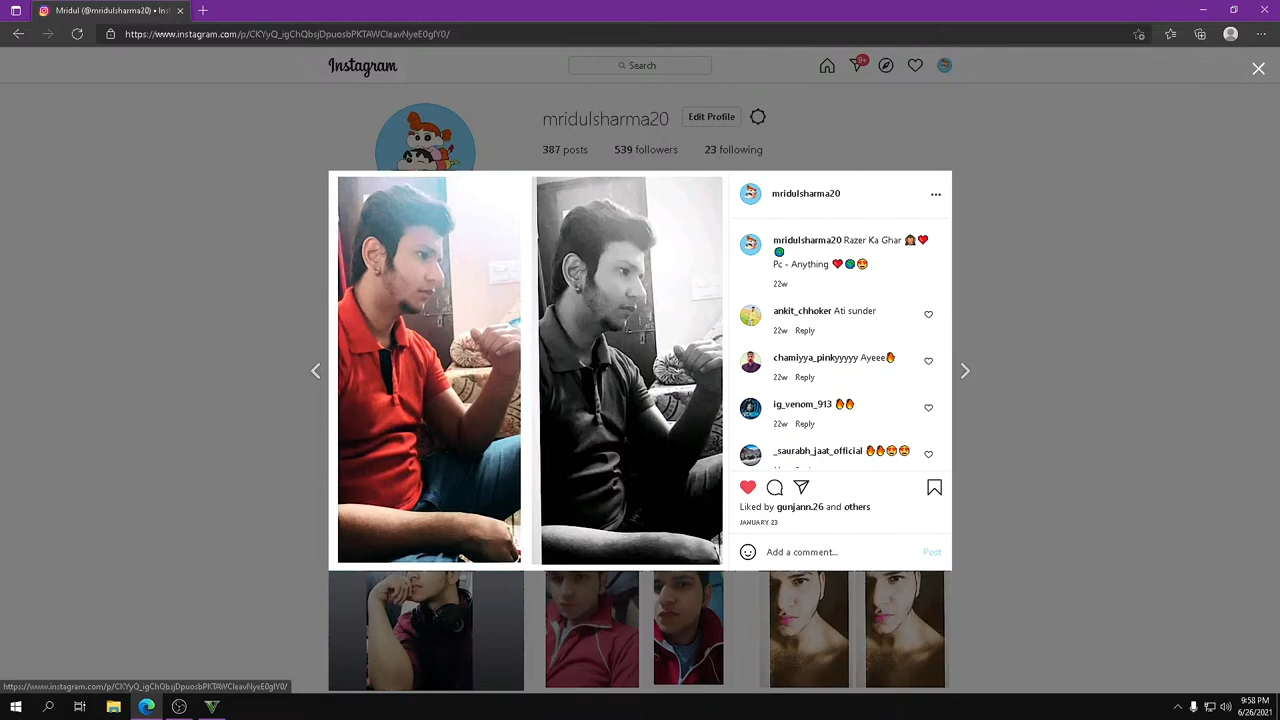 Mridul (@mridulsharma20) • Inst
https://www.instagram.com/p/CKYyQ_igChQbsjDpuosbPKTAWCleavNyeE0glY0/
Instagram
Search
9+
mridulsharma20
Edit Profile
387 posts 539 followers 23 following
mridulsharma20
mridulsharma20 Razer Ka Ghar
Pc - Anything
22w
ankit_chhoker Ati sunder
22w Reply
chamiyya_pinkyyyyy Ayeee
22w Reply
ig_venom_913
22w Reply
_saurabh_jaat_official
Liked by gunjann.26 and others
JANUARY 23
Add a comment...
Post
https://www.instagram.com/p/CKYyQ_igChQbsjDpuosbPKTAWCleavNyeE0glY0/
9:58 PM
6/26/2021